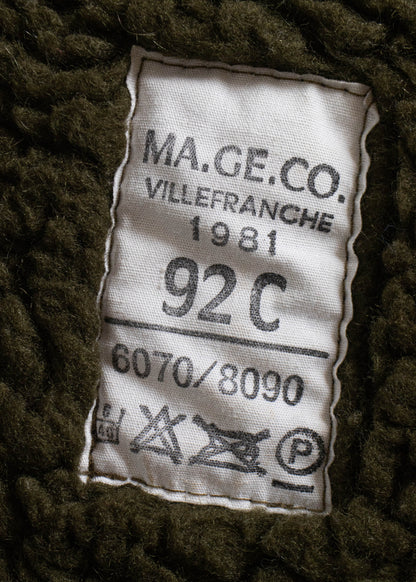 MA.GE.CO.
VILLEFRANCHE
1981
92 C
6070/8090
P